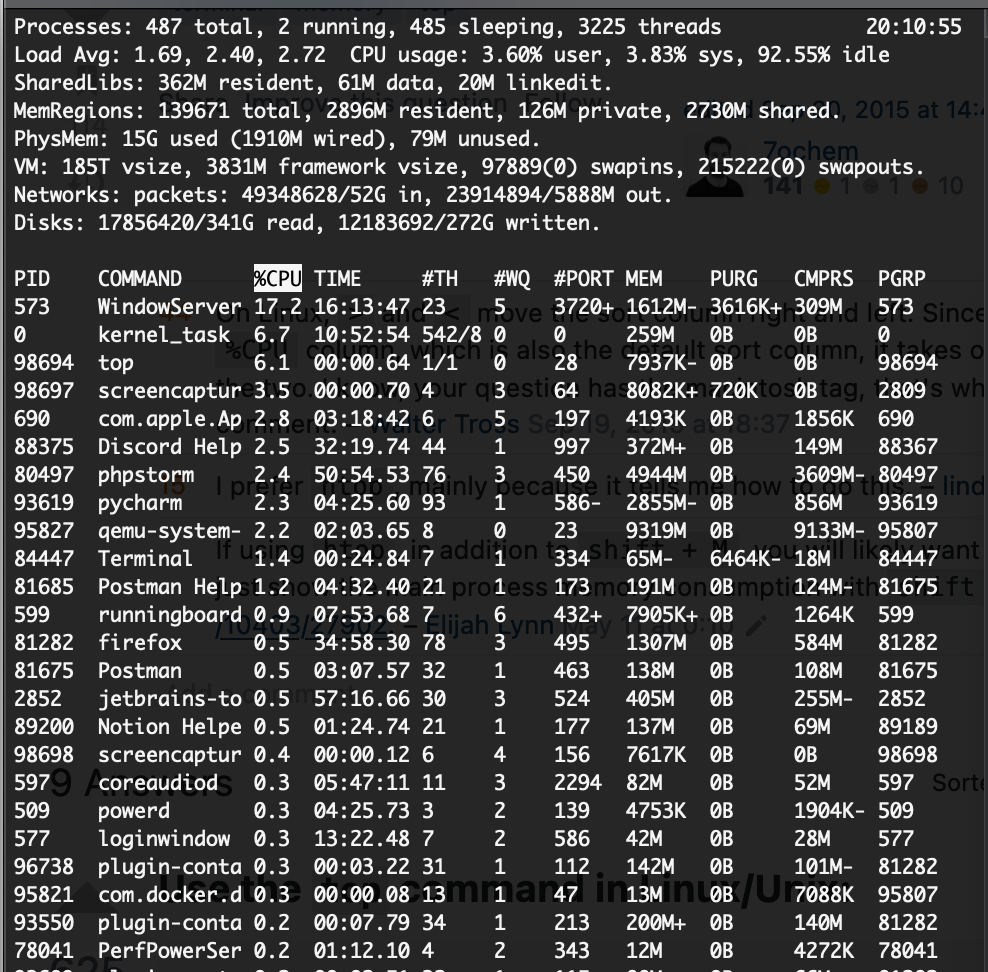 Processes: 487 total, 2 running, 485 sleeping, 3225 threads 20:10:55
Load Avg: 1.69, 2.40, 2.72 CPU usage: 3.60% user, 3.83% sys, 92.55% idle
SharedLibs: 362M resident, 61M data, 20M linkedit.
MemRegions: 139671 total, 2896M resident, 126M private, 2730M shared.
PhysMem: 15G used (1910M wired), 79M unused.
VM: 185T vsize, 3831M framework vsize, 97889(0) swapins, 215222(0) swapouts.
Networks: packets: 49348628/52G in, 23914894/5888M out.
Disks: 17856420/341G read, 12183692/272G written.
PID COMMAND %CPU TIME #TH #WQ #PORT MEM PURG CMPRS PGRP
573 WindowServer 17.2 16:13:47 23 5 3720+ 1612M- 3616K+ 309M 573
0 kernel_task 6.7 10:52:54 542/8 0 0 259M 0B 0B 0
98694 top 6.1 00:00.64 1/1 0 28 7937K- 0B 0B 98694
98697 screencaptur 3.5 00:00.70 4 1 64 8082K+ 720K 0B 2809
690 com.apple.Ap 2.8 03:18:42 6 5 197 4193K 0B 1856K 690
88375 Discord Help 2.5 32:19.74 44 1 997 372M+ 0B 149M 88367
80497 phpstorm 2.4 50:54.53 76 3 450 4944M 0B 3609M- 80497
93619 pycharm 2.3 04:25.60 93 1 586- 2855M- 0B 856M 93619
95827 qemu-system- 2.2 02:03.65 8 0 23 9319M 0B 9133M- 95807
84447 Terminal 1.4 00:24.84 7 1 334 65M- 6464K- 18M 84447
81685 Postman Help 1.2 04:32.40 21 1 173 191M 0B 124M- 81675
599 runningboard 0.9 07:53.68 7 6 432+ 7905K+ 0B 1264K 599
81282 firefox 0.5 34:58.30 78 3 495 1307M 0B 584M 81282
81675 Postman 0.5 03:07.57 32 1 463 138M 0B 108M 81675
2852 jetbrains-to 0.5 57:16.66 30 3 524 405M 0B 255M- 2852
89200 Notion Helpe 0.5 01:24.74 21 1 177 137M 0B 69M 89189
98698 screencaptur 0.4 00:00.12 6 4 156 7617K 0B 0B 98698
597 coreaudiod 0.3 05:47:11 11 3 2294 82M 0B 52M 597
509 powerd 0.3 04:25.73 3 2 139 4753K 0B 1904K- 509
577 loginwindow 0.3 13:22.48 7 2 586 42M 0B 28M 577
96738 plugin-conta 0.3 00:03.22 31 1 112 142M 0B 101M- 81282
95821 com.docker.d 0.3 00:00.08 13 1 47 13M 0B 7088K 95807
93550 plugin-conta 0.2 00:07.79 34 1 213 200M+ 0B 140M 81282
78041 PerfPowerSer 0.2 01:12.10 4 2 343 12M 0B 4272K 78041